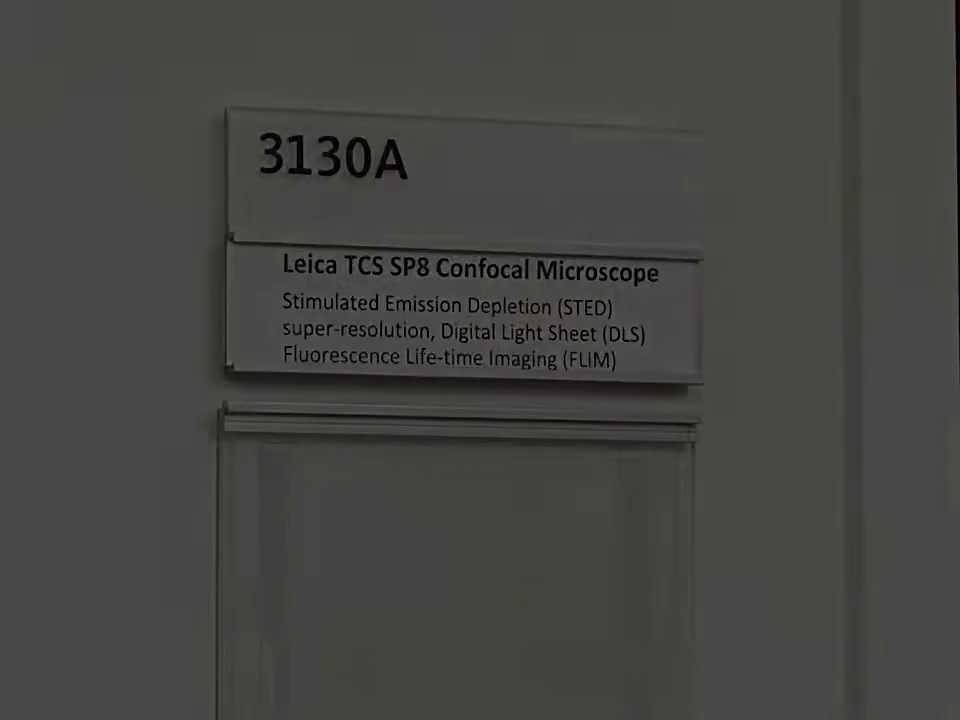 3130A
Leica TCS SP8 Confocal Microscope
Stimulated Emission Depletion (STED)
super-resolution, Digital Light Sheet (DLS)
Fluorescence Life-time Imaging (FLIM)